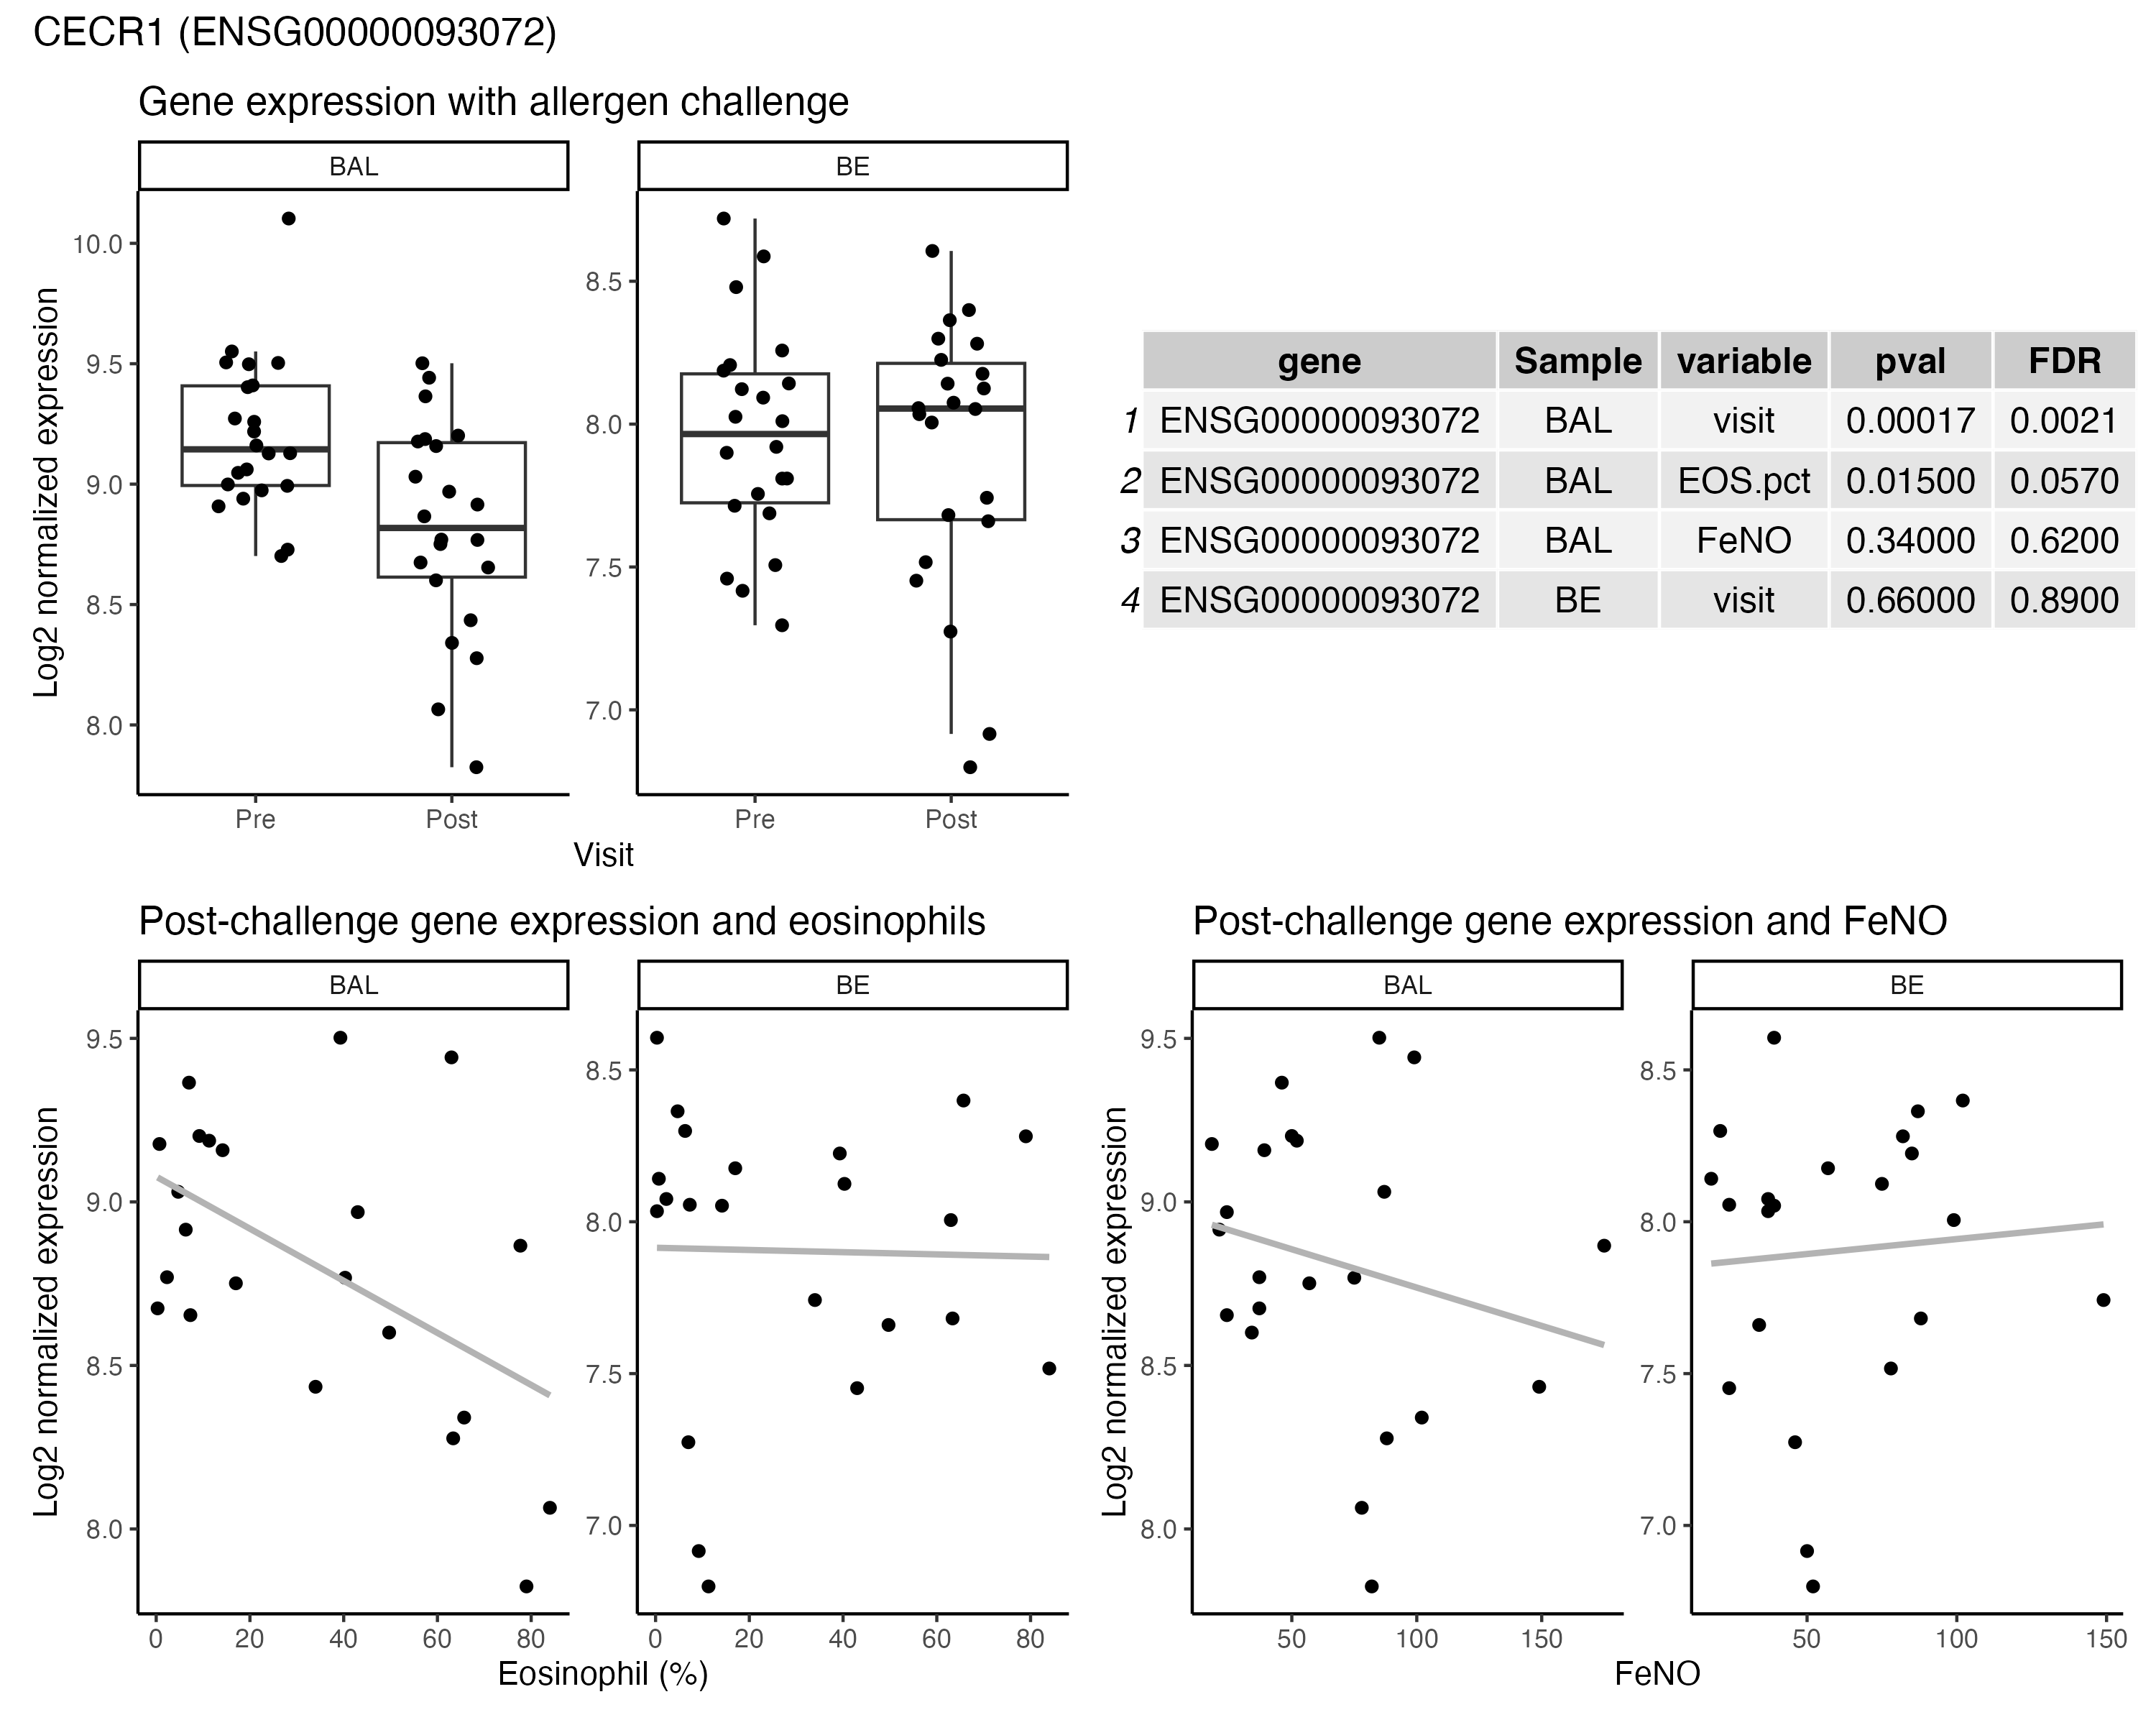 CECR1 (ENSG00000093072)
Gene expression with allergen challenge
BAL
BE
Log2 normalized expression
10.0
9.5
9.0
8.5
8.0
8.5
8.0
7.5
7.0
Pre
Post
Pre
Post
Visit
gene Sample variable pval FDR
1 ENSG00000093072 BAL visit 0.00017 0.0021
2 ENSG00000093072 BAL EOS.pct 0.01500 0.0570
3 ENSG00000093072 BAL FeNO 0.34000 0.6200
4 ENSG00000093072 BE visit 0.66000 0.8900
Post-challenge gene expression and eosinophils
BAL
BE
Log2 normalized expression
9.5
9.0
8.5
8.0
8.5
8.0
7.5
7.0
0 20 40 60 80
0 20 40 60 80
Eosinophil (%)
Post-challenge gene expression and FeNO
BAL
BE
Log2 normalized expression
9.5
9.0
8.5
8.0
8.5
8.0
7.5
7.0
50 100 150
50 100 150
FeNO